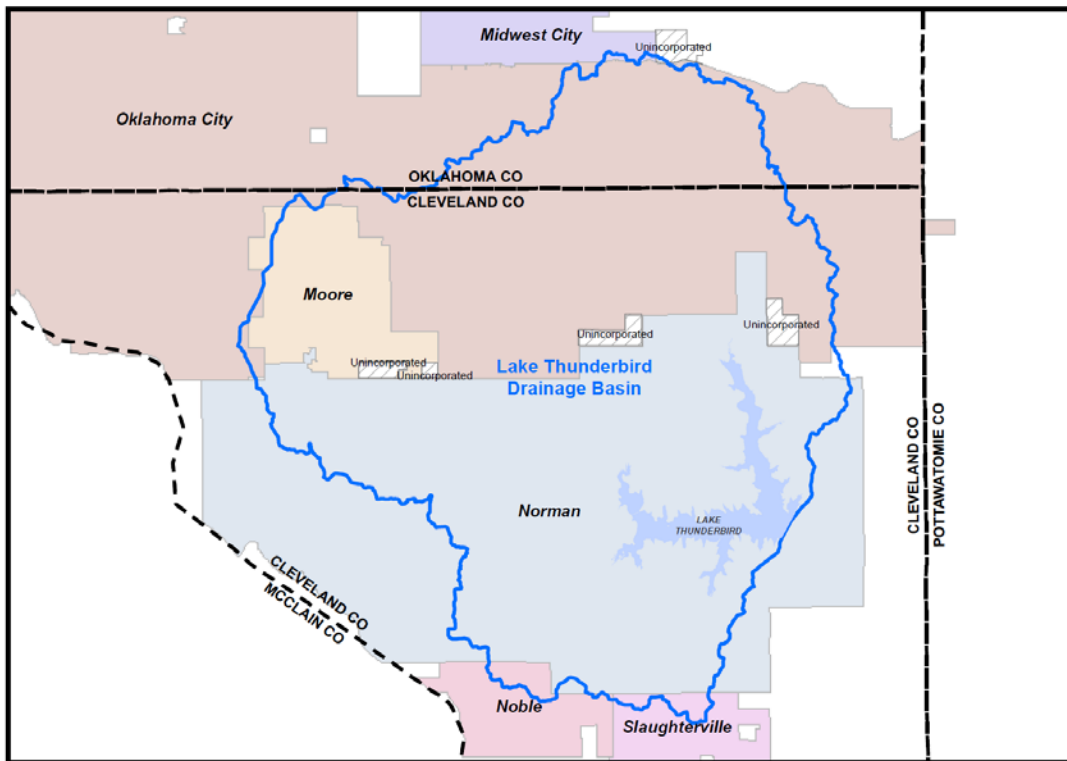 Midwest City
Unincorporated
Oklahoma City
OKLAHOMA CO
CLEVELAND CO
Moore
Unincorporated
Unincorporated
Unincorporated
Unincorporated
Lake Thunderbird
Drainage Basin
Norman
LAKE
THUNDERBIRD
CLEVELAND CO
POTTAWATOMIE CO
CLEVELAND CO
MCCLAIN CO
Noble
Slaughterville